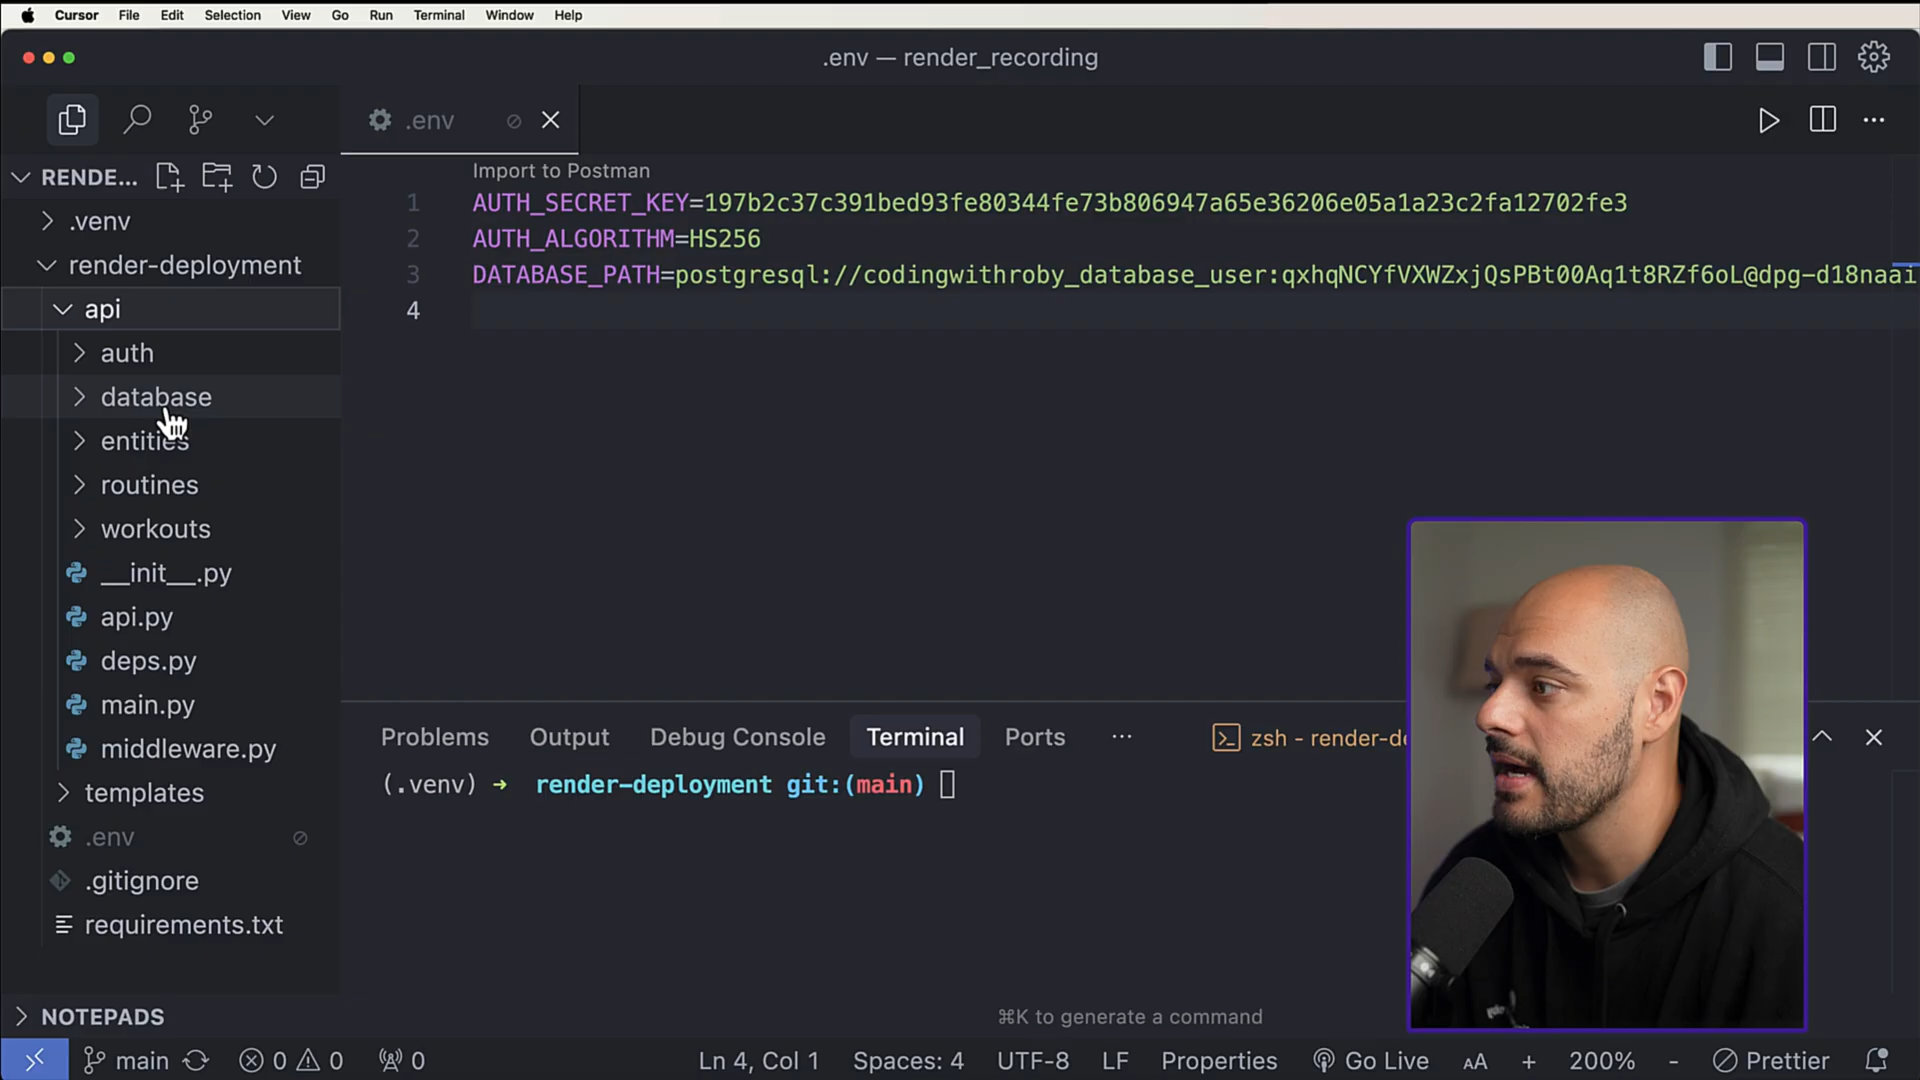 Cursor File Edit Selection View Go Run Terminal Window Help
.env — render_recording
.env
RENDE...
.venv
render-deployment
api
auth
database
entities
routines
workouts
__init__.py
api.py
deps.py
main.py
middleware.py
templates
.env
.gitignore
requirements.txt
NOTEPADS
Import to Postman
1 AUTH_SECRET_KEY=197b2c37c391bed93fe80344fe73b806947a65e36206e05a1a23c2fa12702fe3
2 AUTH_ALGORITHM=HS256
3 DATABASE_PATH=postgresql://codingwithroby_database_user:qxhqNCYfVXWZxjQsPBt00Aq1t8RZf6oL@dpg-d18naai
4
Problems Output Debug Console Terminal Ports ... zsh - render-de
(.venv) → render-deployment git:(main)
⌘K to generate a command
main 0 0 0 Ln 4, Col 1 Spaces: 4 UTF-8 LF Properties Go Live AA + 200% - Prettier